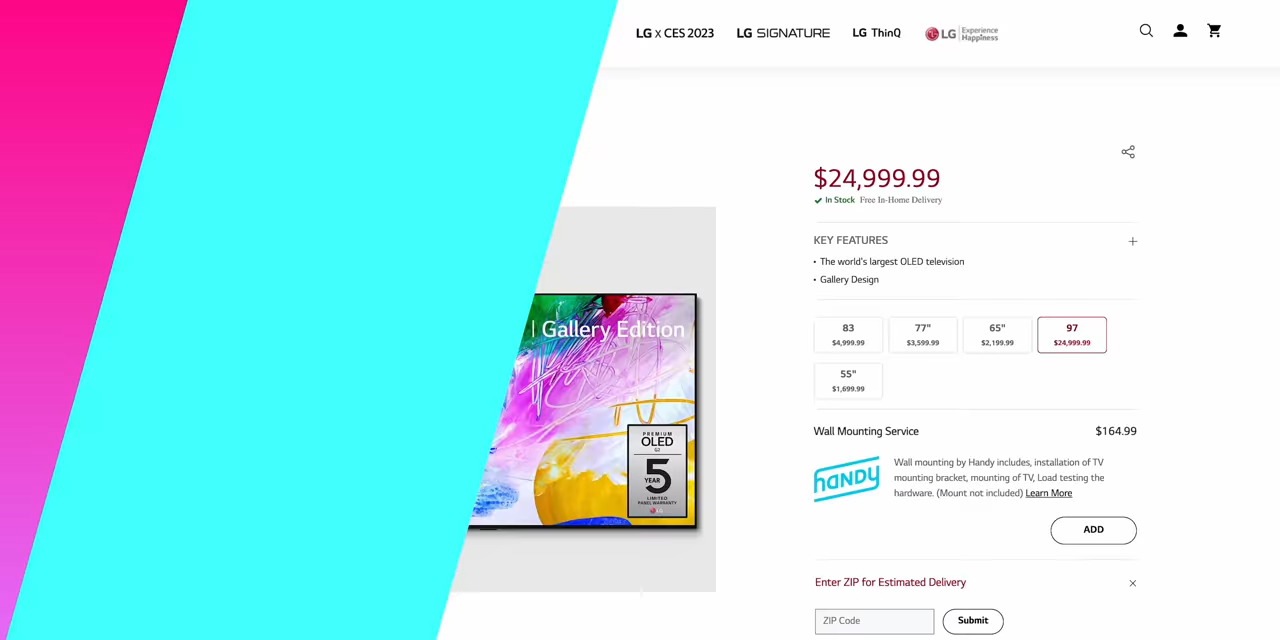 LG X CES 2023
LG SIGNATURE
LG ThinQ
LG Experience Happiness
$24,999.99
In Stock Free In-Home Delivery
KEY FEATURES
• The world's largest OLED television
• Gallery Design
83
$4,999.99
77"
$3,599.99
65"
$2,199.99
97
$24,999.99
55"
$1,699.99
| Gallery Edition
PREMIUM
OLED
G2
5
YEAR
LIMITED
PANEL WARRANTY
LG
Wall Mounting Service $164.99
HANDY
Wall mounting by Handy includes, installation of TV
mounting bracket, mounting of TV, Load testing the
hardware. (Mount not included) Learn More
ADD
Enter ZIP for Estimated Delivery
ZIP Code
Submit